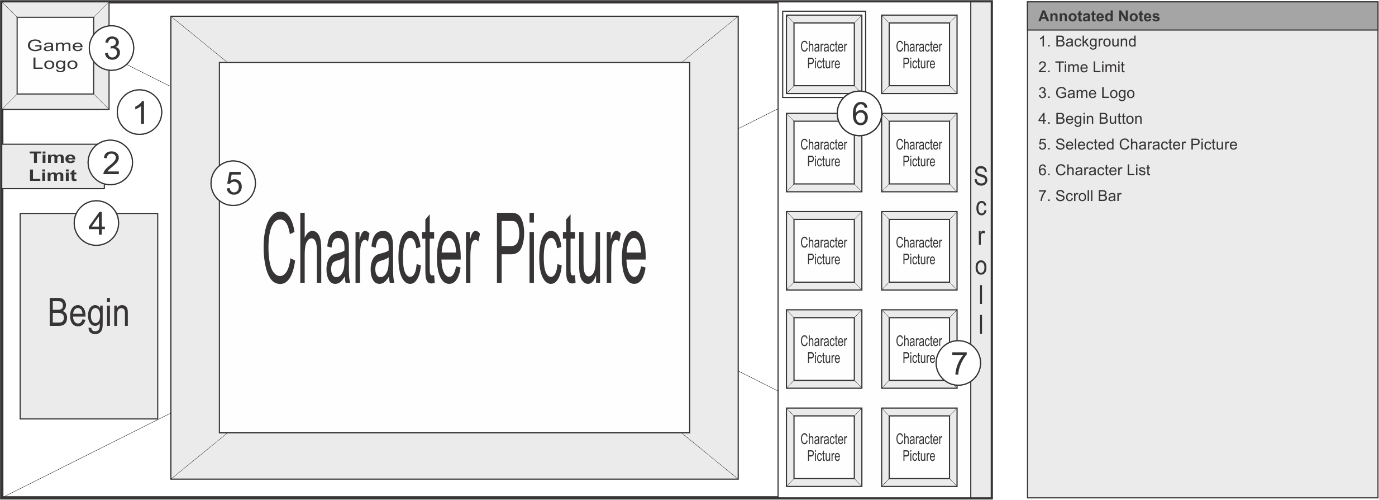 Game
Logo
3
1
Time
Limit
2
4
Begin
5
Character Picture
Character
Picture
Character
Picture
6
Character
Picture
Character
Picture
Character
Picture
Character
Picture
Character
Picture
Character
Picture
7
Character
Picture
Character
Picture
S
c
r
o
l
l
Annotated Notes
1. Background
2. Time Limit
3. Game Logo
4. Begin Button
5. Selected Character Picture
6. Character List
7. Scroll Bar